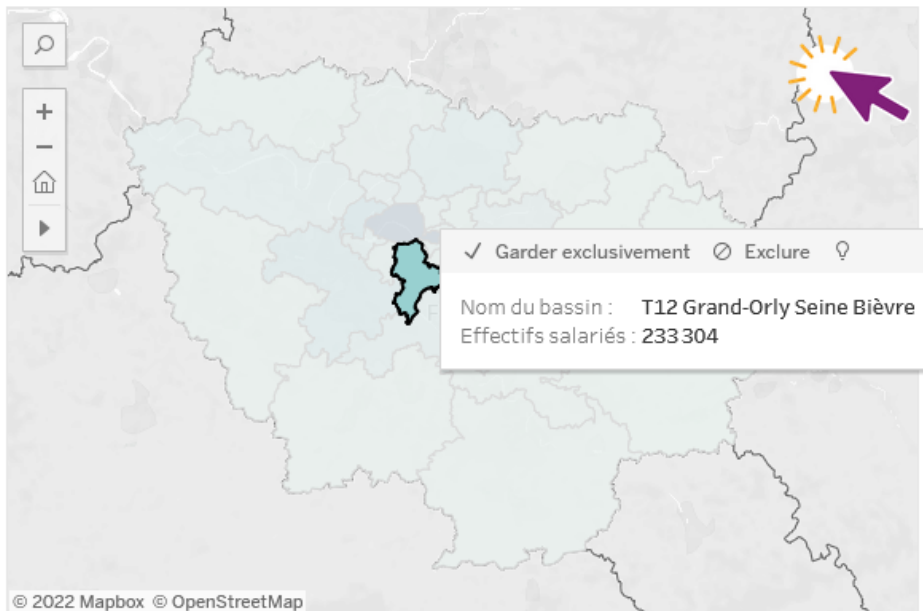 Garder exclusivement Exclure
Nom du bassin : T12 Grand-Orly Seine Bièvre
Effectifs salariés : 233 304
© 2022 Mapbox © OpenStreetMap